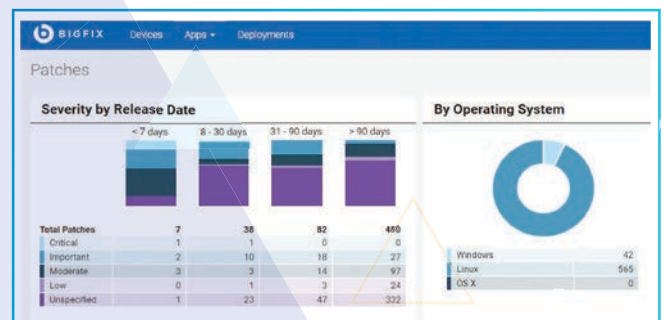 BIGFIX Devices Apps Deployments
Patches
Severity by Release Date
< 7 days 8 - 30 days 31 - 90 days > 90 days
Total Patches 7 38 82 480
Critical 1 1 0 0
Important 2 10 18 27
Moderate 3 3 14 97
Low 0 1 3 24
Unspecified 1 23 47 332
By Operating System
Windows 42
Linux 565
OS X 0